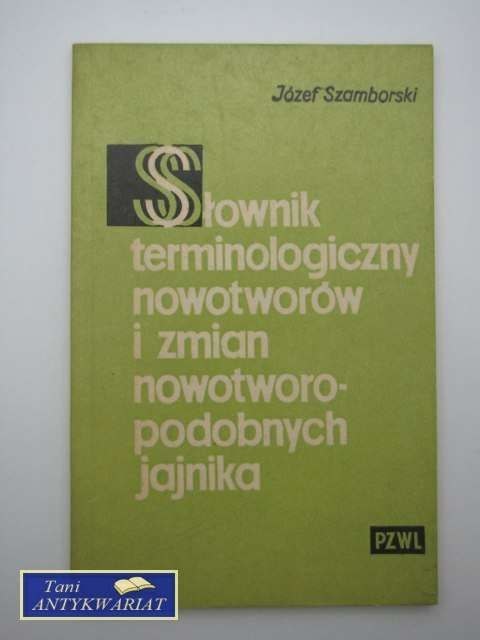 Józef Szamborski
Słownik
terminologiczny
nowotworów
i zmian
nowotworo-
podobnych
jajnika
PZWL
Tani
ANTYKWARIAT